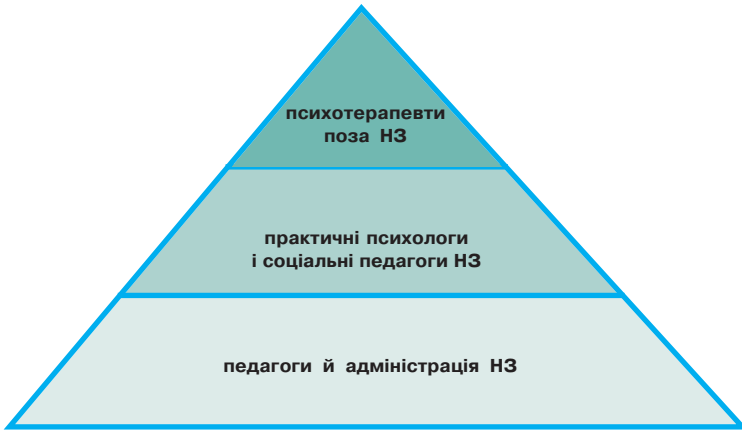 психотерапевти
поза НЗ
практичні психологи
і соціальні педагоги НЗ
педагоги й адміністрація НЗ